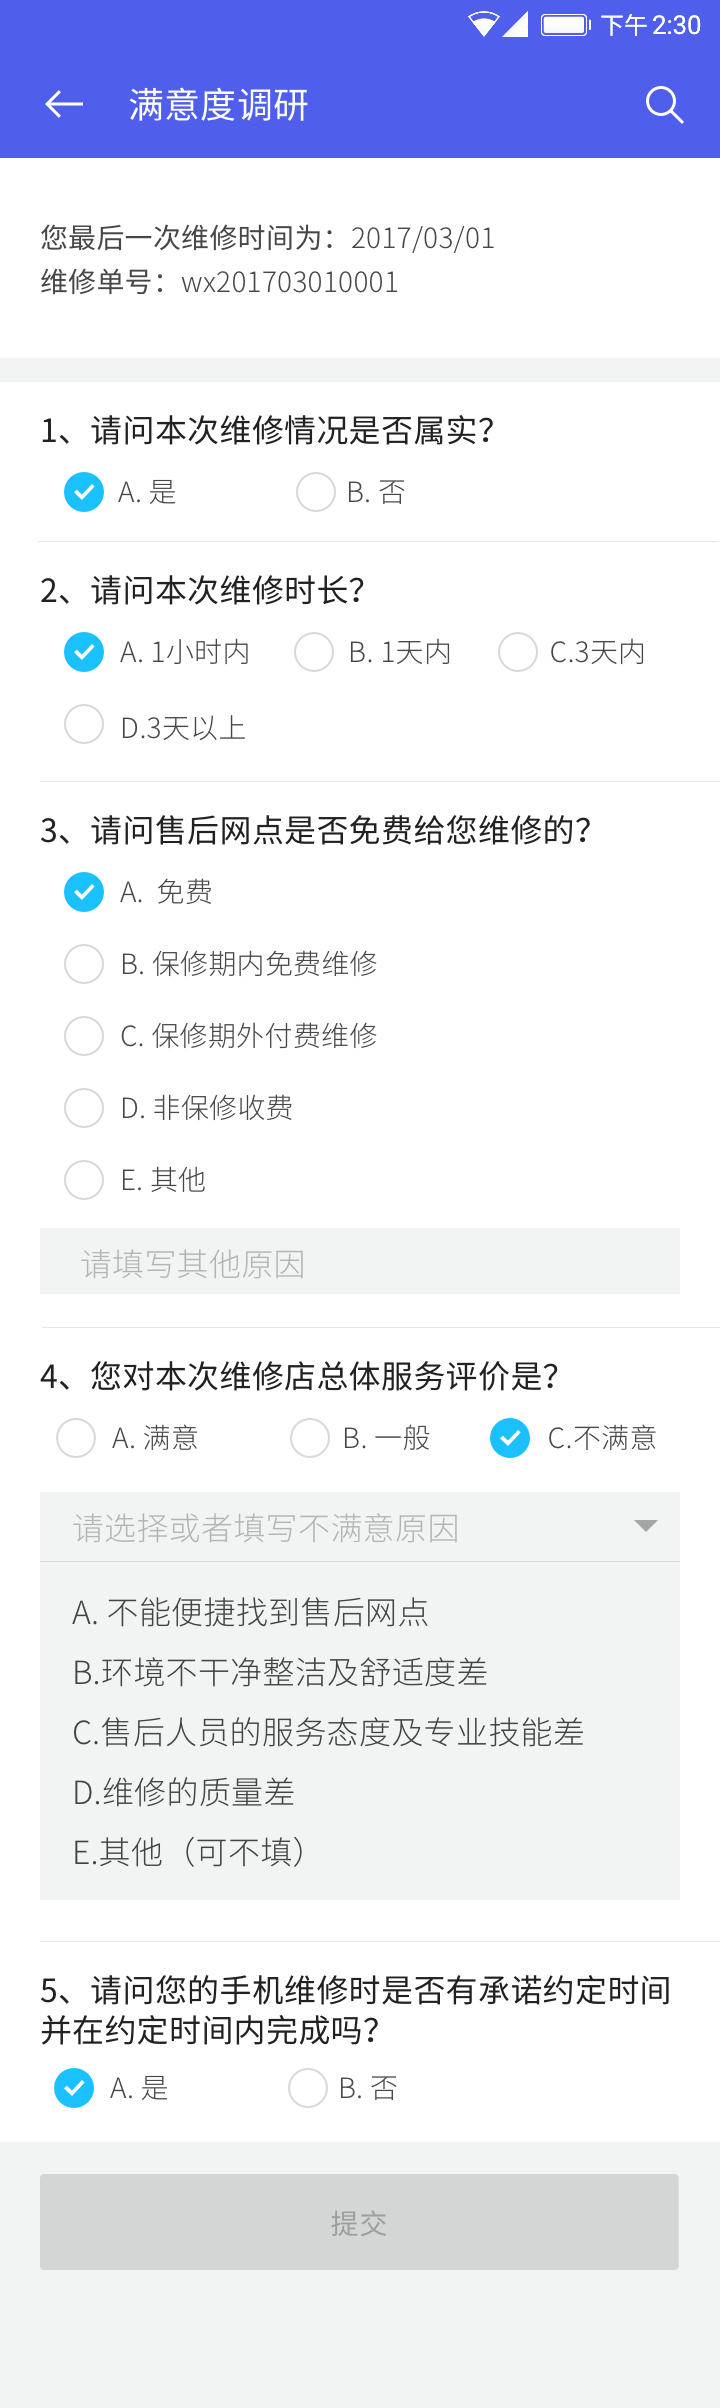 下午 2:30
满意度调研
您最后一次维修时间为：2017/03/01
维修单号：wx201703010001
1、请问本次维修情况是否属实？
A. 是 B. 否
2、请问本次维修时长？
A. 1小时内 B. 1天内 C.3天内
D.3天以上
3、请问售后网点是否免费给您维修的？
A. 免费
B. 保修期内免费维修
C. 保修期外付费维修
D. 非保修收费
E. 其他
请填写其他原因
4、您对本次维修店总体服务评价是？
A. 满意 B. 一般 C.不满意
请选择或者填写不满意原因
A. 不能便捷找到售后网点
B.环境不干净整洁及舒适度差
C.售后人员的服务态度及专业技能差
D.维修的质量差
E.其他（可不填）
5、请问您的手机维修时是否有承诺约定时间
并在约定时间内完成吗？
A. 是 B. 否
提交